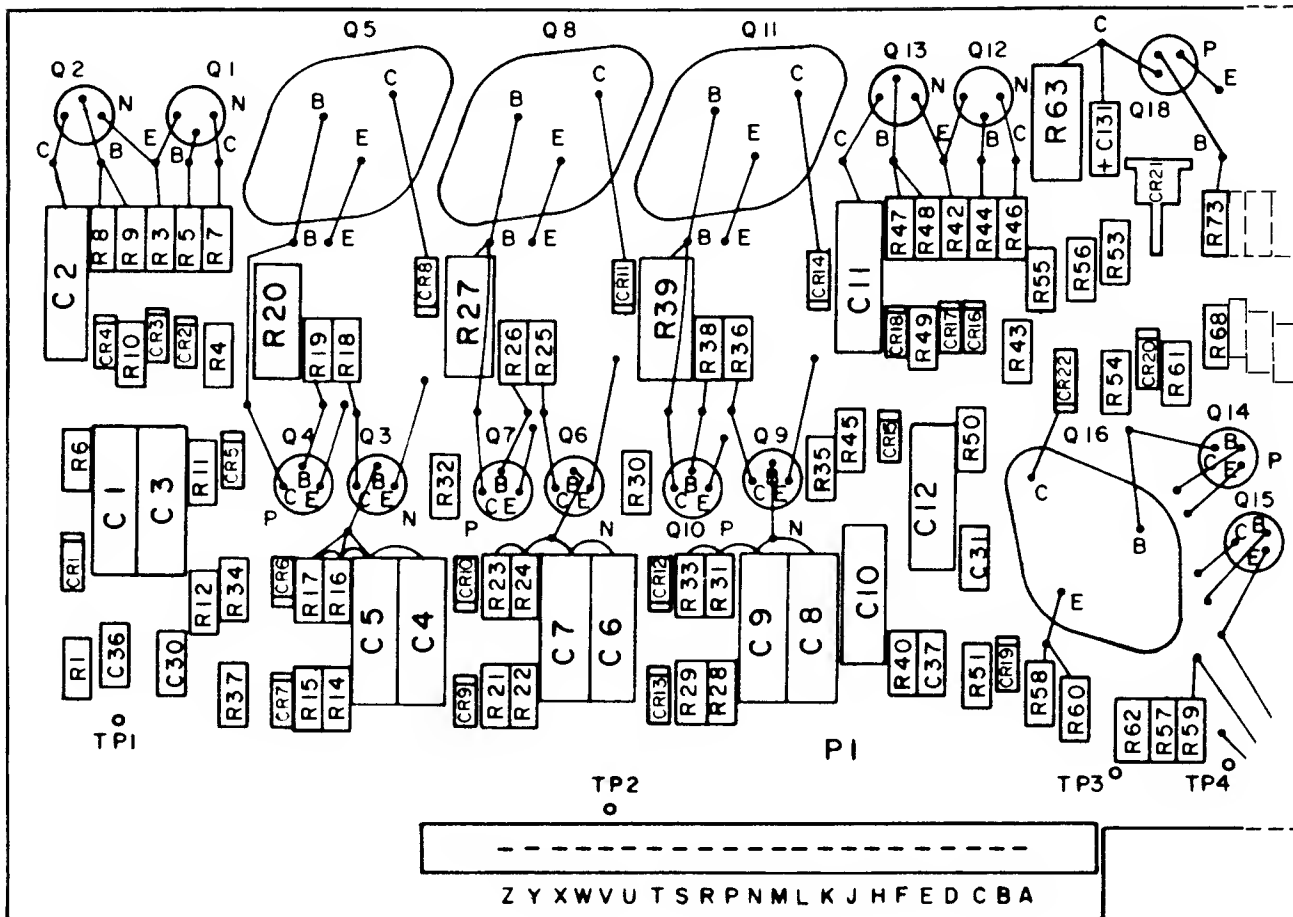 Q5 Q8 Q11 C
Q2 Q1 Q13 Q12 P
N N C C C N N E
B B B R63 +C131 Q18
C B E B C E E E C B E B C B
CR21
C2 R8 R9 R3 R5 R7 B E B E B E C11 R47 R48 R42 R44 R46 R73
R20 CR8 R27 CR11 R39 CR14 R55 R56 R53
CR4 R10 CR3 CR2 R4 R19 R18 R26 R25 R38 R36 CR18 R49 CR17 CR16 R43 R68
CR22 R54 CR20 R61
R6 C1 C3 R11 CR5 Q4 Q3 R32 Q7 Q6 R30 Q9 R35 R45 CR15 C12 R50 Q16 Q14
B C E B C E B C E B C E B C E B C E C B C E P
P N P N Q10 P N Q15
B C B E
CR1 R12 R34 CR6 R17 R16 C5 C4 CR10 R23 R24 C7 C6 CR12 R33 R31 C9 C8 C10 C31
E
R1 C36 C30 R37 CR7 R15 R14 CR9 R21 R22 CR13 R29 R28 R40 C37 R51 CR19 R58 R60
TP1 P1 R62 R57 R59
TP2 TP3 TP4
Z Y X W V U T S R P N M L K J H F E D C B A